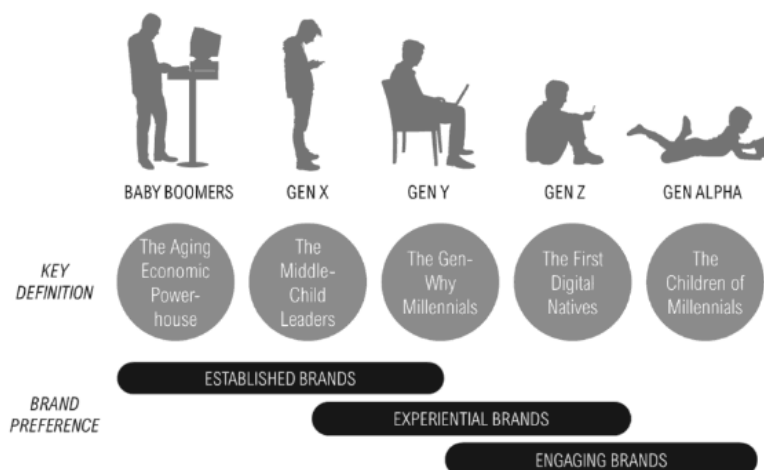 BABY BOOMERS GEN X GEN Y GEN Z GEN ALPHA
KEY
DEFINITION
The Aging
Economic
Power-
house
The
Middle-
Child
Leaders
The Gen-
Why
Millennials
The First
Digital
Natives
The
Children of
Millennials
BRAND
PREFERENCE
ESTABLISHED BRANDS
EXPERIENTIAL BRANDS
ENGAGING BRANDS